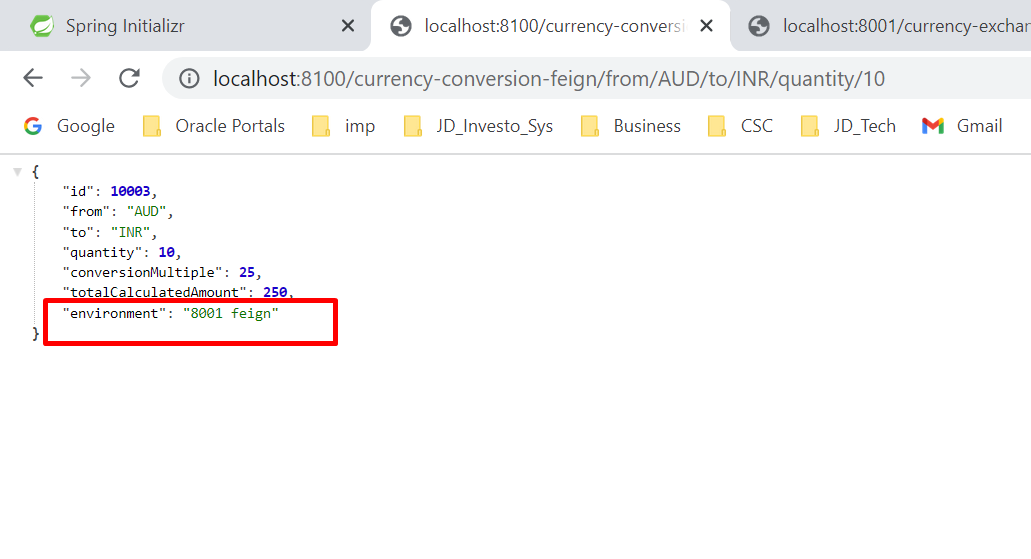 Spring Initializr
localhost:8100/currency-conversi
localhost:8001/currency-exchan
localhost:8100/currency-conversion-feign/from/AUD/to/INR/quantity/10
Google Oracle Portals imp JD_Investo_Sys Business CSC JD_Tech Gmail
{
"id": 10003,
"from": "AUD",
"to": "INR",
"quantity": 10,
"conversionMultiple": 25,
"totalCalculatedAmount": 250,
"environment": "8001 feign"
}